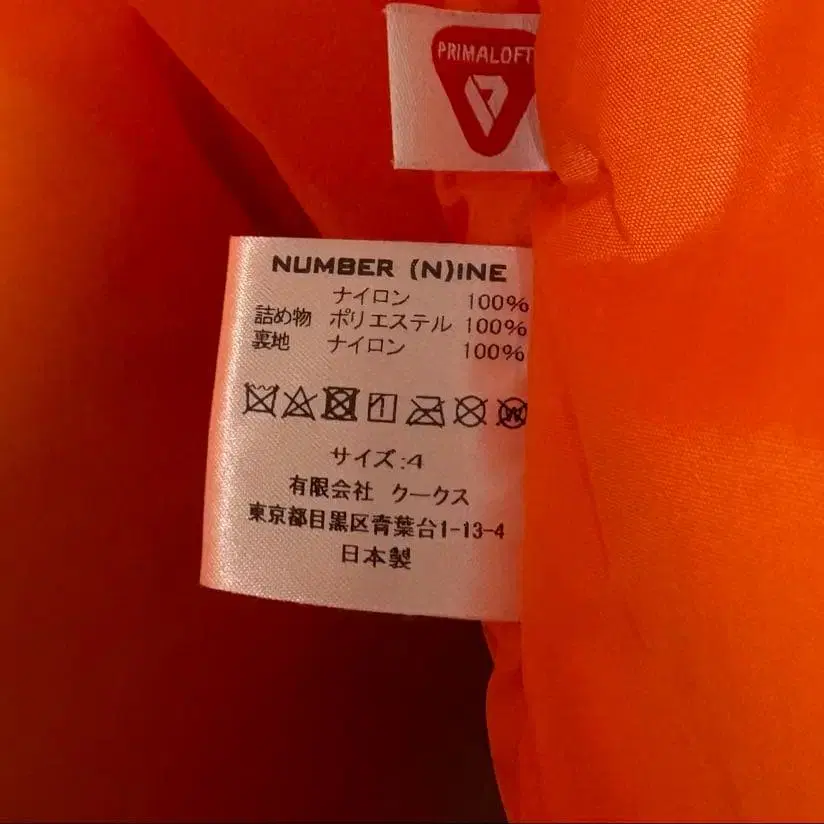 PRIMALOFT
NUMBER (N)INE
ナイロン 100%
詰め物 ポリエステル 100%
裏地 ナイロン 100%
サイズ:4
有限会社 クークス
東京都目黒区青葉台1-13-4
日本製